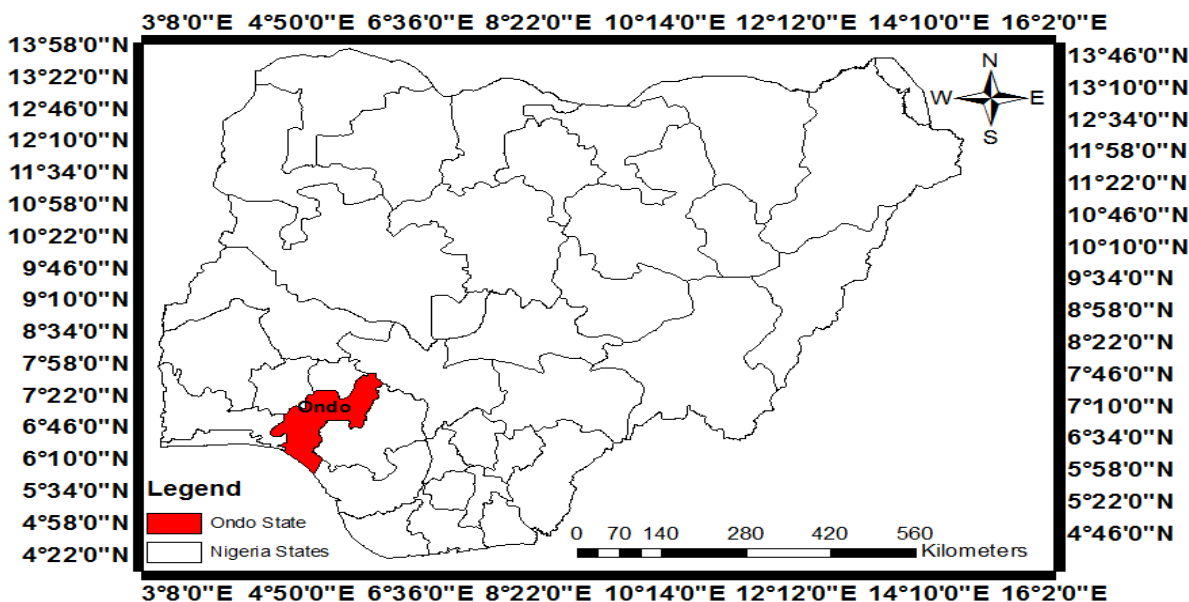 3°8'0"E 4°50'0"E 6°36'0"E 8°22'0"E 10°14'0"E 12°12'0"E 14°10'0"E 16°2'0"E
13°58'0"N
13°22'0"N
12°46'0"N
12°10'0"N
11°34'0"N
10°58'0"N
10°22'0"N
9°46'0"N
9°10'0"N
8°34'0"N
7°58'0"N
7°22'0"N
6°46'0"N
6°10'0"N
5°34'0"N
4°58'0"N
4°22'0"N
N
W E
S
Ondo
Legend
Ondo State
Nigeria States
0 70 140 280 420 560
Kilometers
13°46'0"N
13°10'0"N
12°34'0"N
11°58'0"N
11°22'0"N
10°46'0"N
10°10'0"N
9°34'0"N
8°58'0"N
8°22'0"N
7°46'0"N
7°10'0"N
6°34'0"N
5°58'0"N
5°22'0"N
4°46'0"N
3°8'0"E 4°50'0"E 6°36'0"E 8°22'0"E 10°14'0"E 12°12'0"E 14°10'0"E 16°2'0"E